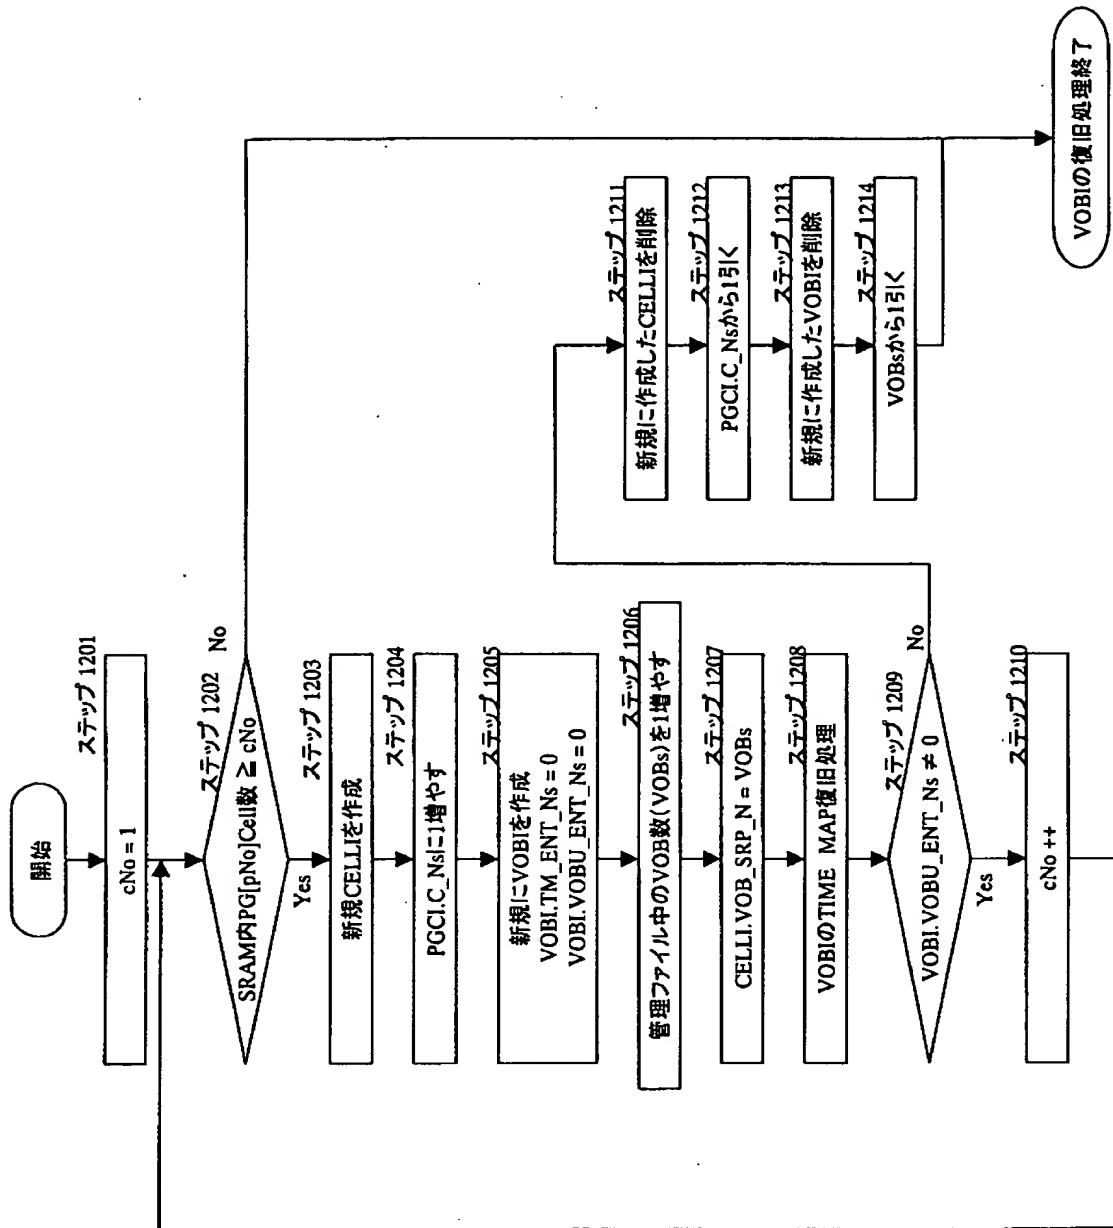 開始
ステップ 1201
cNo = 1
ステップ 1202
SRAM内PG[pNo]Cell数 ≧ cNo
No
Yes
ステップ 1203
新規CELLIを作成
ステップ 1204
PGCI.C_Nsに1増やす
ステップ 1205
新規にVOBIを作成
VOBI.TM_ENT_Ns = 0
VOBI.VOBU_ENT_Ns = 0
ステップ 1206
管理ファイル中のVOB数(VOBs)を1増やす
ステップ 1207
CELLI.VOB_SRP_N = VOBs
ステップ 1208
VOBIのTIME MAP復旧処理
ステップ 1209
VOBI.VOBU_ENT_Ns ≠ 0
No
Yes
ステップ 1210
cNo ++
ステップ 1211
新規に作成したCELLIを削除
ステップ 1212
PGCI.C_Nsから1引く
ステップ 1213
新規に作成したVOBIを削除
ステップ 1214
VOBsから1引く
VOBIの復旧処理終了